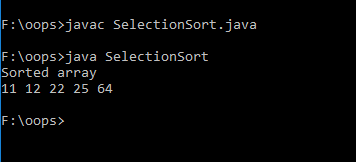 F:\oops>javac SelectionSort.java
F:\oops>java SelectionSort
Sorted array
11 12 22 25 64
F:\oops>